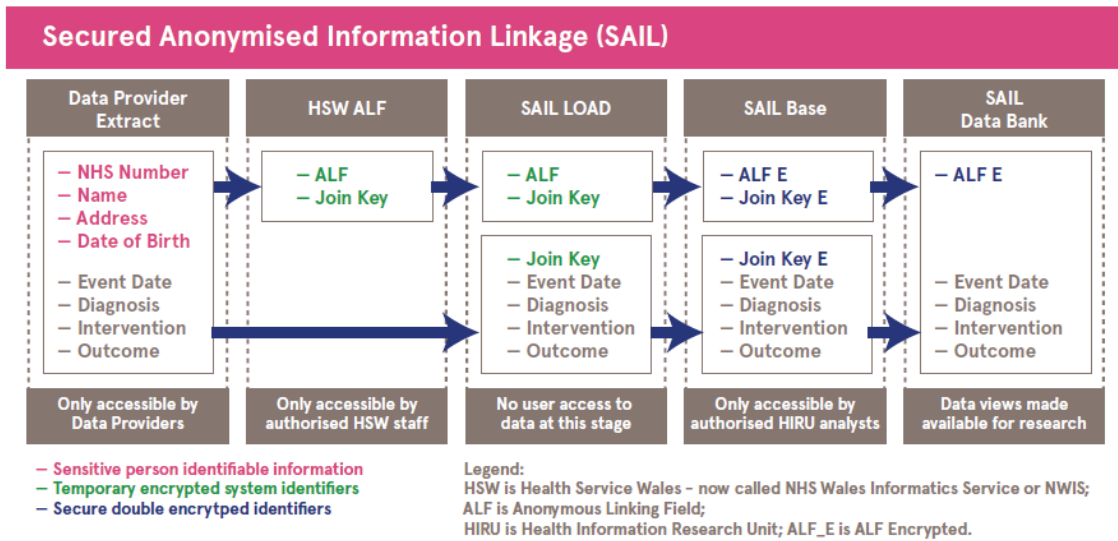 Secured Anonymised Information Linkage (SAIL)
Data Provider
Extract
— NHS Number
— Name
— Address
— Date of Birth
— Event Date
— Diagnosis
— Intervention
— Outcome
Only accessible by
Data Providers
HSW ALF
— ALF
— Join Key
Only accessible by
authorised HSW staff
SAIL LOAD
— ALF
— Join Key
— Join Key
— Event Date
— Diagnosis
— Intervention
— Outcome
No user access to
data at this stage
SAIL Base
— ALF E
— Join Key E
— Join Key E
— Event Date
— Diagnosis
— Intervention
— Outcome
Only accessible by
authorised HIRU analysts
SAIL
Data Bank
— ALF E
— Event Date
— Diagnosis
— Intervention
— Outcome
Data views made
available for research
— Sensitive person identifiable information
— Temporary encrypted system identifiers
— Secure double encrytped identifiers
Legend:
HSW is Health Service Wales - now called NHS Wales Informatics Service or NWIS;
ALF is Anonymous Linking Field;
HIRU is Health Information Research Unit; ALF_E is ALF Encrypted.